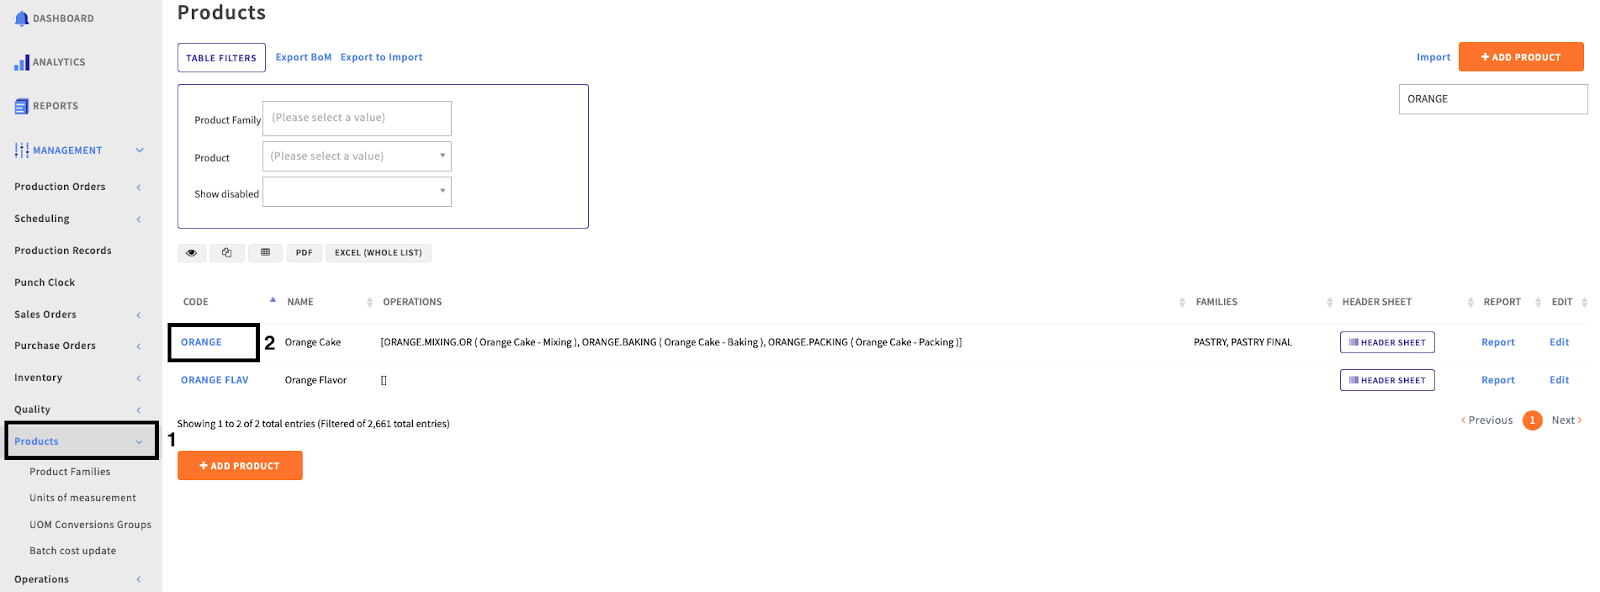 DASHBOARD
ANALYTICS
REPORTS
MANAGEMENT
Production Orders
Scheduling
Production Records
Punch Clock
Sales Orders
Purchase Orders
Inventory
Quality
Products
1
Product Families
Units of measurement
UOM Conversions Groups
Batch cost update
Operations
Products
TABLE FILTERS Export BoM Export to Import
Import + ADD PRODUCT
ORANGE
Product Family (Please select a value)
Product (Please select a value)
Show disabled
PDF EXCEL (WHOLE LIST)
CODE NAME OPERATIONS FAMILIES HEADER SHEET REPORT EDIT
ORANGE 2 Orange Cake [ORANGE.MIXING.OR ( Orange Cake - Mixing ), ORANGE.BAKING ( Orange Cake - Baking ), ORANGE.PACKING ( Orange Cake - Packing )] PASTRY, PASTRY FINAL HEADER SHEET Report Edit
ORANGE FLAV Orange Flavor [] HEADER SHEET Report Edit
Showing 1 to 2 of 2 total entries (Filtered of 2,661 total entries)
< Previous 1 Next >
+ ADD PRODUCT